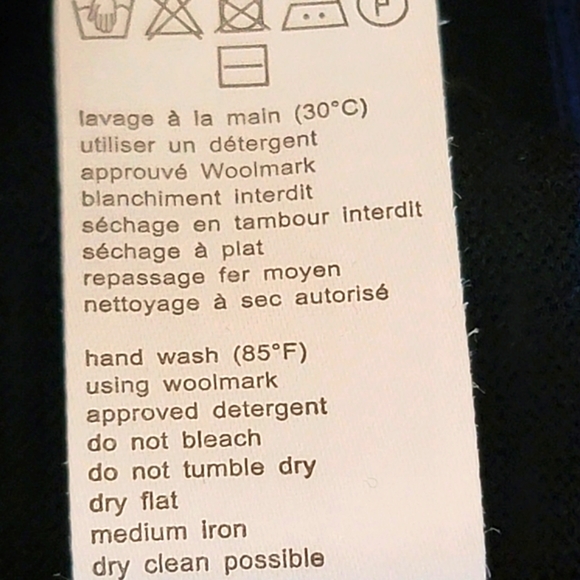 P
lavage à la main (30°C)
utiliser un détergent
approuvé Woolmark
blanchiment interdit
séchage en tambour interdit
séchage à plat
repassage fer moyen
nettoyage à sec autorisé
hand wash (85°F)
using woolmark
approved detergent
do not bleach
do not tumble dry
dry flat
medium iron
dry clean possible